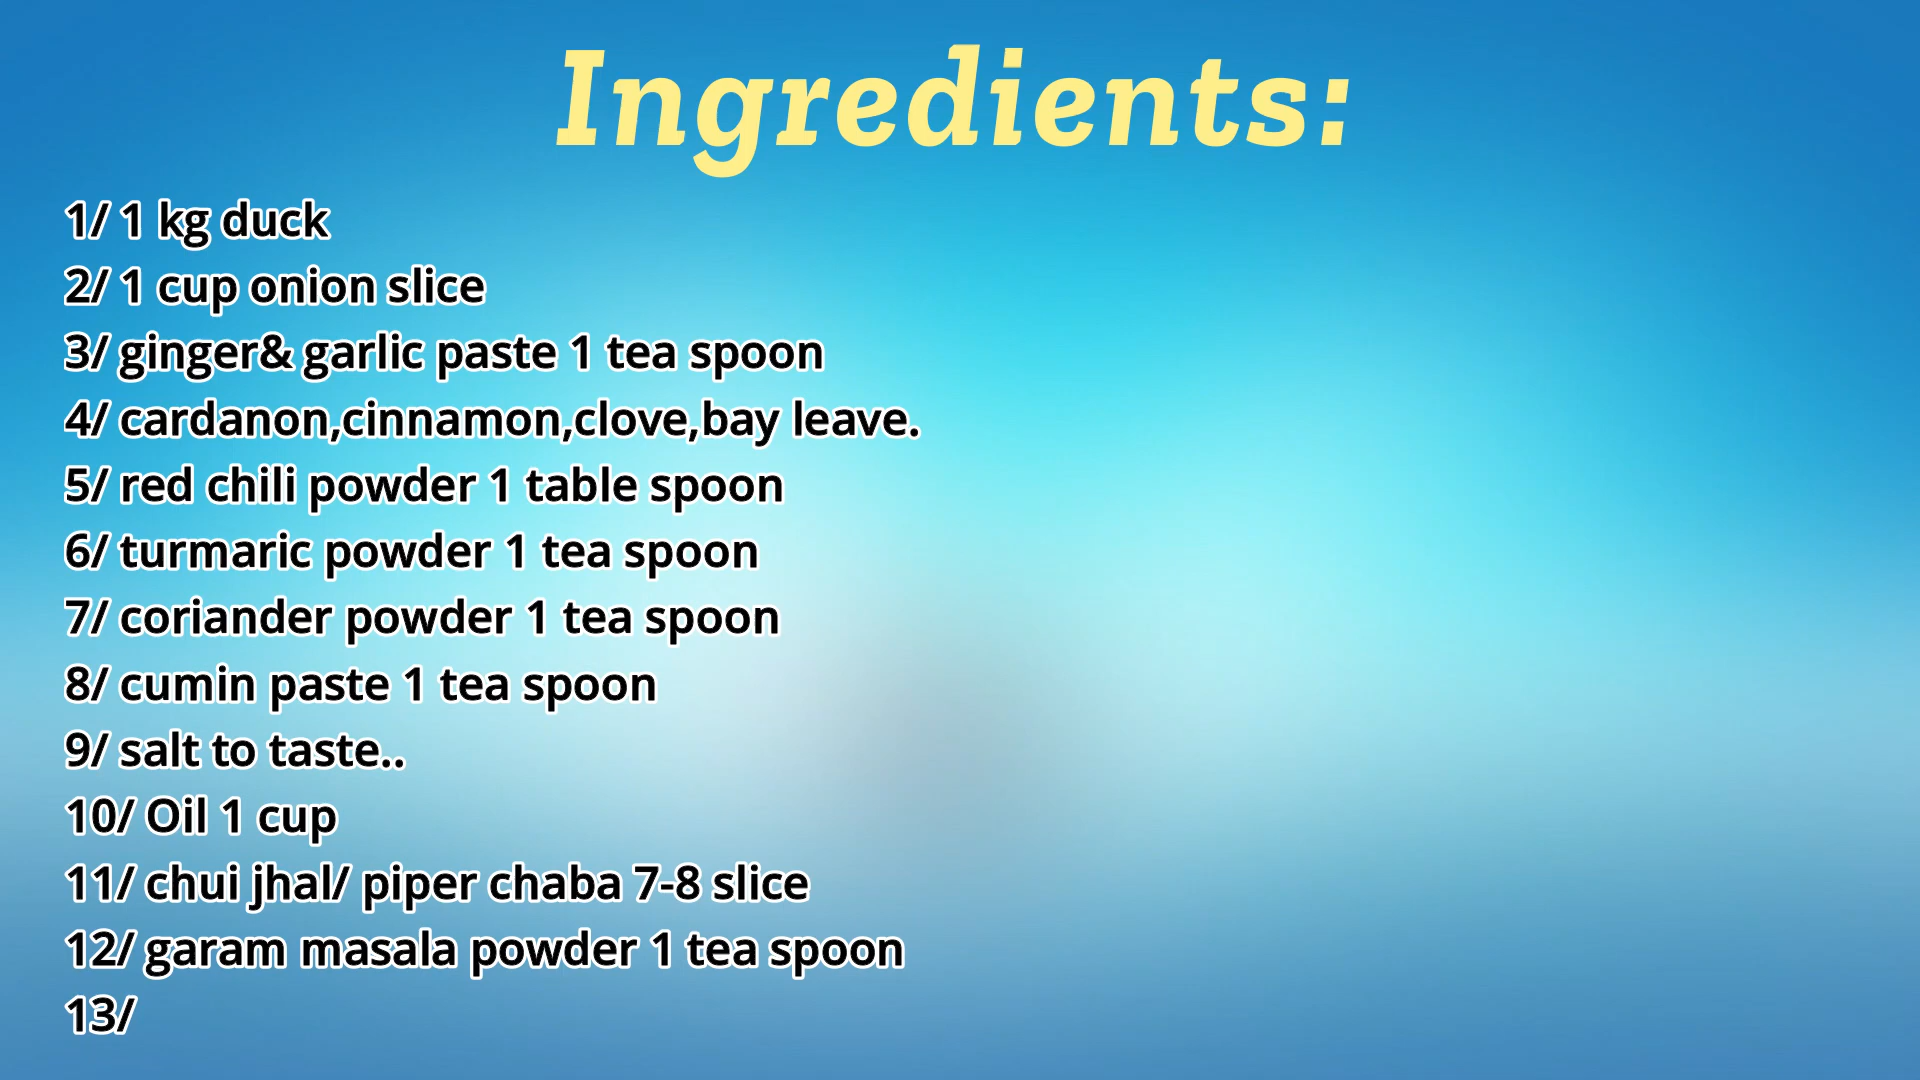 Ingredients:
1/ 1 kg duck
2/ 1 cup onion slice
3/ ginger& garlic paste 1 tea spoon
4/ cardanon,cinnamon,clove,bay leave.
5/ red chili powder 1 table spoon
6/ turmaric powder 1 tea spoon
7/ coriander powder 1 tea spoon
8/ cumin paste 1 tea spoon
9/ salt to taste..
10/ Oil 1 cup
11/ chui jhal/ piper chaba 7-8 slice
12/ garam masala powder 1 tea spoon
13/